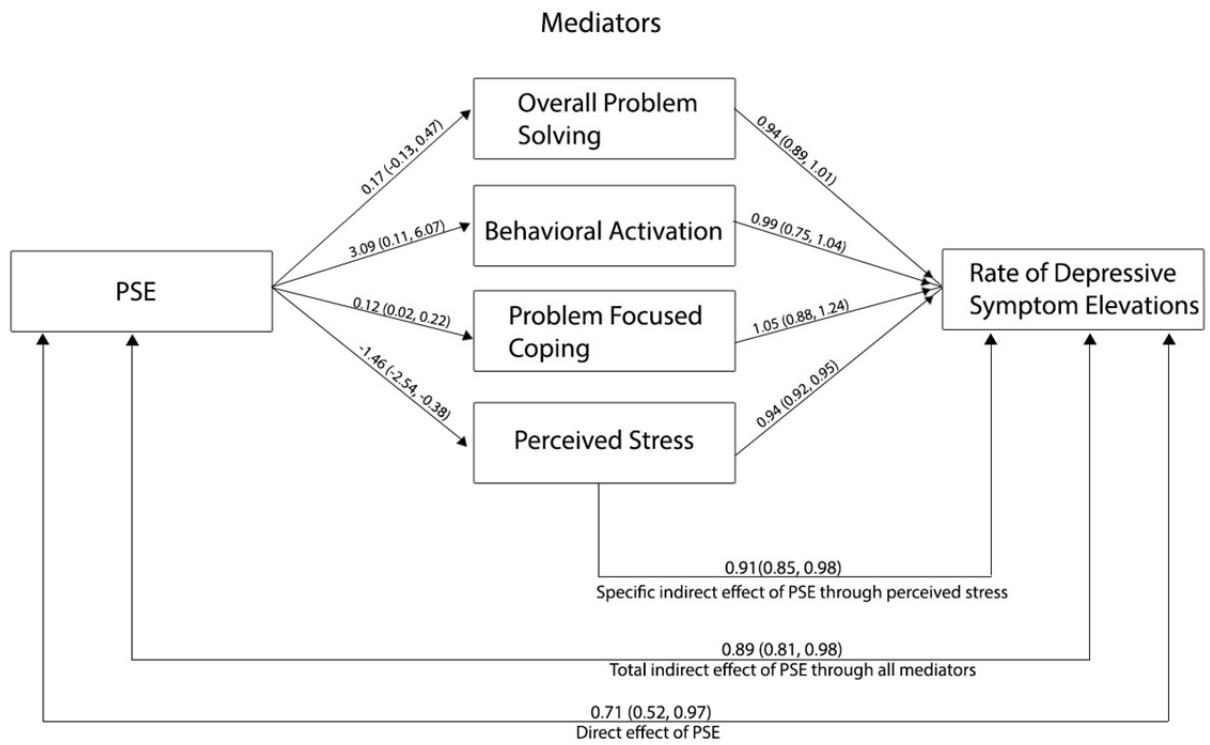 Mediators
Overall Problem
Solving
0.17 (-0.13, 0.47)
0.94 (0.89, 1.01)
Behavioral Activation
3.09 (0.11, 6.07)
0.99 (0.75, 1.04)
PSE
Rate of Depressive
Symptom Elevations
0.12 (0.02, 0.22)
Problem Focused
Coping
1.05 (0.88, 1.24)
-1.46 (-2.54, -0.38)
Perceived Stress
0.94 (0.92, 0.95)
0.91(0.85, 0.98)
Specific indirect effect of PSE through perceived stress
0.89 (0.81, 0.98)
Total indirect effect of PSE through all mediators
0.71 (0.52, 0.97)
Direct effect of PSE